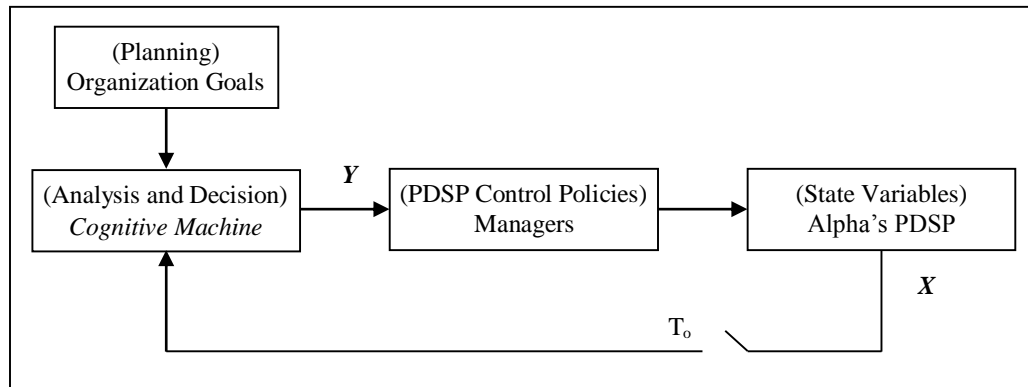 (Planning)
Organization Goals
(Analysis and Decision)
Cognitive Machine
Y
(PDSP Control Policies)
Managers
(State Variables)
Alpha's PDSP
X
To